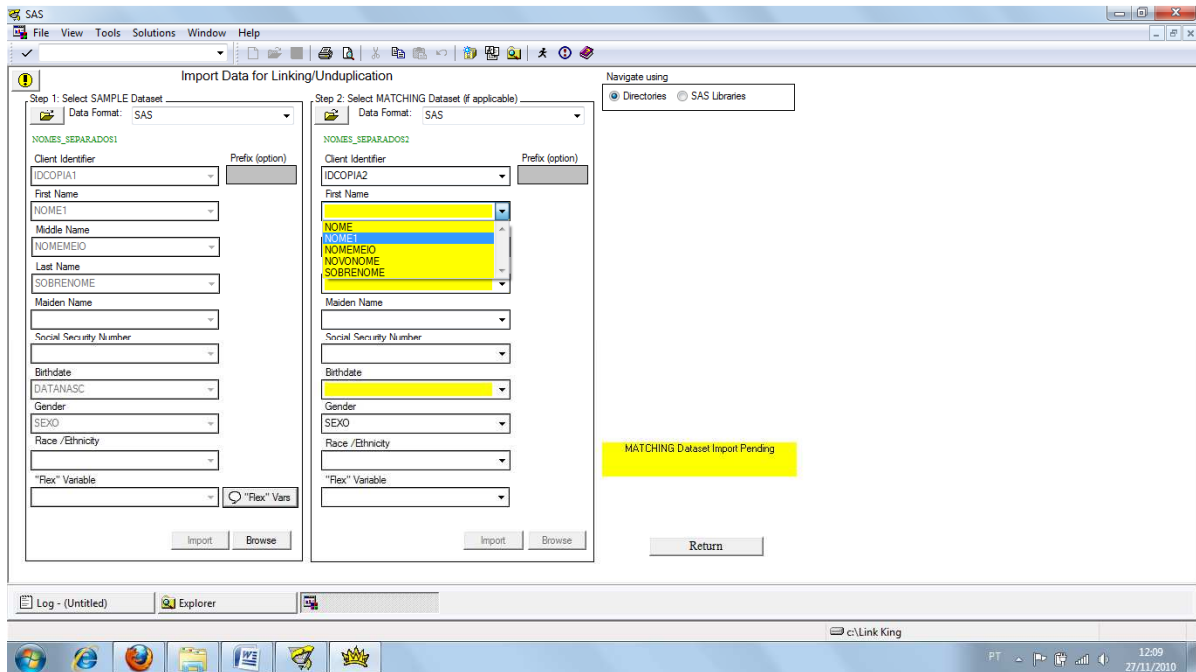 SAS
File View Tools Solutions Window Help
Import Data for Linking/Unduplication
Step 1: Select SAMPLE Dataset
Data Format: SAS
NOMES_SEPARADOS1
Client Identifier Prefix (option)
IDCOPIA1
First Name
NOME1
Middle Name
NOMEMEIO
Last Name
SOBRENOME
Maiden Name
Social Security Number
Birthdate
DATANASC
Gender
SEXO
Race /Ethnicity
"Flex" Variable
"Flex" Vars
Import Browse
Step 2: Select MATCHING Dataset (if applicable)
Data Format: SAS
NOMES_SEPARADOS2
Client Identifier Prefix (option)
IDCOPIA2
First Name
NOME
NOME1
NOMEMEIO
NOVONOME
SOBRENOME
Maiden Name
Social Security Number
Birthdate
Gender
SEXO
Race /Ethnicity
"Flex" Variable
Import Browse
Navigate using
Directories SAS Libraries
MATCHING Dataset Import Pending
Return
Log - (Untitled) Explorer
c:\Link King
PT 12:09
27/11/2010